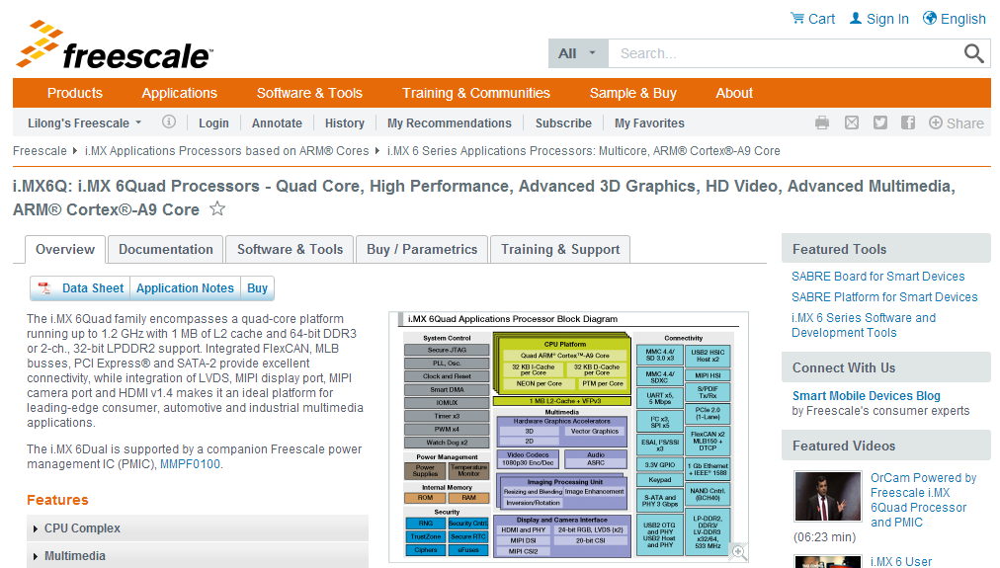 Cart Sign In English
freescale™
All Search...
Products Applications Software & Tools Training & Communities Sample & Buy About
Lilong's Freescale Login Annotate History My Recommendations Subscribe My Favorites Share
Freescale i.MX Applications Processors based on ARM® Cores i.MX 6 Series Applications Processors: Multicore, ARM® Cortex®-A9 Core
i.MX6Q: i.MX 6Quad Processors - Quad Core, High Performance, Advanced 3D Graphics, HD Video, Advanced Multimedia,
ARM® Cortex®-A9 Core
Overview Documentation Software & Tools Buy / Parametrics Training & Support
Data Sheet Application Notes Buy
The i.MX 6Quad family encompasses a quad-core platform
running up to 1.2 GHz with 1 MB of L2 cache and 64-bit DDR3
or 2-ch., 32-bit LPDDR2 support. Integrated FlexCAN, MLB
busses, PCI Express® and SATA-2 provide excellent
connectivity, while integration of LVDS, MIPI display port, MIPI
camera port and HDMI v1.4 makes it an ideal platform for
leading-edge consumer, automotive and industrial multimedia
applications.
The i.MX 6Dual is supported by a companion Freescale power
management IC (PMIC), MMPF0100.
Features
CPU Complex
Multimedia
i.MX 6Quad Applications Processor Block Diagram
System Control
Secure JTAG
PLL, Osc.
Clock and Reset
Smart DMA
IOMUX
Timer x3
PWM x4
Watch Dog x2
Power Management
Power
Supplies
Temperature
Monitor
Internal Memory
ROM RAM
Security
RNG Security Cntrl.
TrustZone Secure RTC
Ciphers eFuses
CPU Platform
Quad ARM® Cortex™-A9 Core
32 KB I-Cache
per Core
32 KB D-Cache
per Core
NEON per Core PTM per Core
1 MB L2-Cache + VFPv3
Multimedia
Hardware Graphics Accelerators
3D Vector Graphics
2D
Video Codecs
1080p30 Enc/Dec
Audio
ASRC
Imaging Processing Unit
Resizing and Blending Image Enhancement
Inversion/Rotation
Display and Camera Interface
HDMI and PHY 24-bit RGB, LVDS (x2)
MIPI DSI 20-bit CSI
MIPI CSI2
Connectivity
MMC 4.4/
SD 3.0 x3
MMC 4.4/
SDXC
UART x5,
5 Mbps
I²C x3,
SPI x5
ESAI, I²S/SSI
x3
3.3V GPIO
Keypad
S-ATA and
PHY 3 Gbps
USB2 OTG
and PHY
USB2 Host
and PHY
USB2 HSIC
Host x2
MIPI HSI
S/PDIF
Tx/Rx
PCIe 2.0
(1-Lane)
FlexCAN x2
MLB150 +
DTCP
1 Gb Ethernet
+ IEEE® 1588
NAND Cntrl.
(BCH40)
LP-DDR2,
DDR3/
LV-DDR3
x32/64,
533 MHz
Featured Tools
SABRE Board for Smart Devices
SABRE Platform for Smart Devices
i.MX 6 Series Software and
Development Tools
Connect With Us
Smart Mobile Devices Blog
by Freescale's consumer experts
Featured Videos
OrCam Powered by
Freescale i.MX
6Quad Processor
and PMIC
(06:23 min)
i.MX 6 User